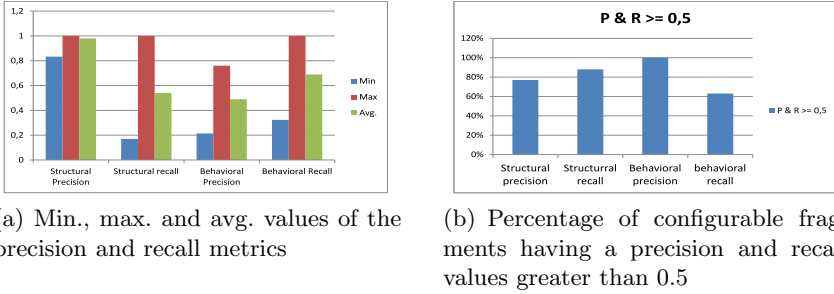 1,2
1
0,8
0,6
0,4
0,2
0
Structural Precision
Structural recall
Behavioral Precision
Behavioral Recall
Min
Max
Avg.
P & R >= 0,5
120%
100%
80%
60%
40%
20%
0%
Structural precision
Structurral recall
Behavioral precision
behavioral recall
P & R >= 0,5
(a) Min., max. and avg. values of the
precision and recall metrics
(b) Percentage of configurable frag
ments having a precision and reca
values greater than 0.5